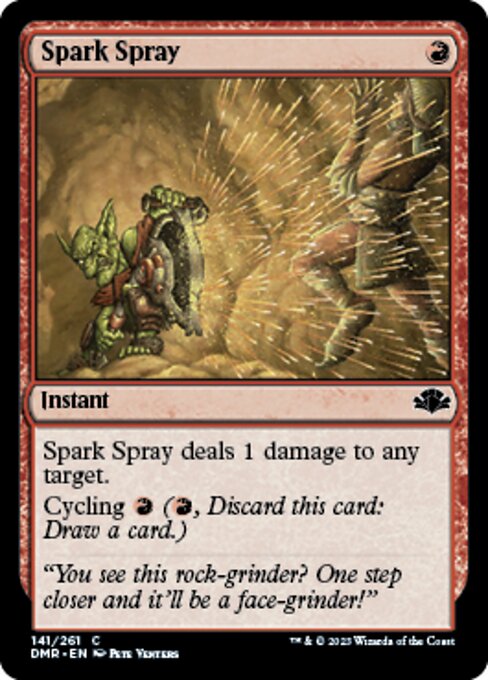 Spark Spray
Instant
Spark Spray deals 1 damage to any
target.
Cycling (, Discard this card:
Draw a card.)
“You see this rock-grinder? One step
closer and it’ll be a face-grinder!”
141/261 C
™ & © 2023 Wizards of the Coast
DMR • EN Pete Venters